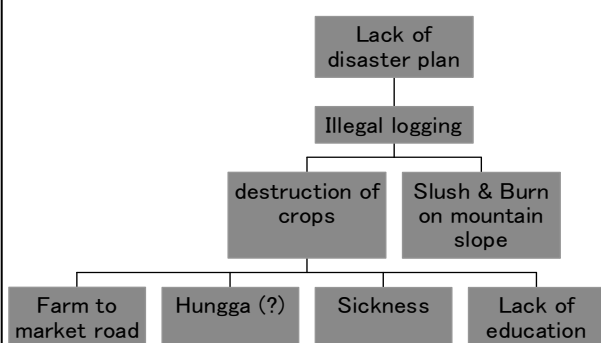 Lack of
disaster plan
Illegal logging
destruction of
crops
Slush & Burn
on mountain
slope
Farm to
market road
Hungga (?)
Sickness
Lack of
education